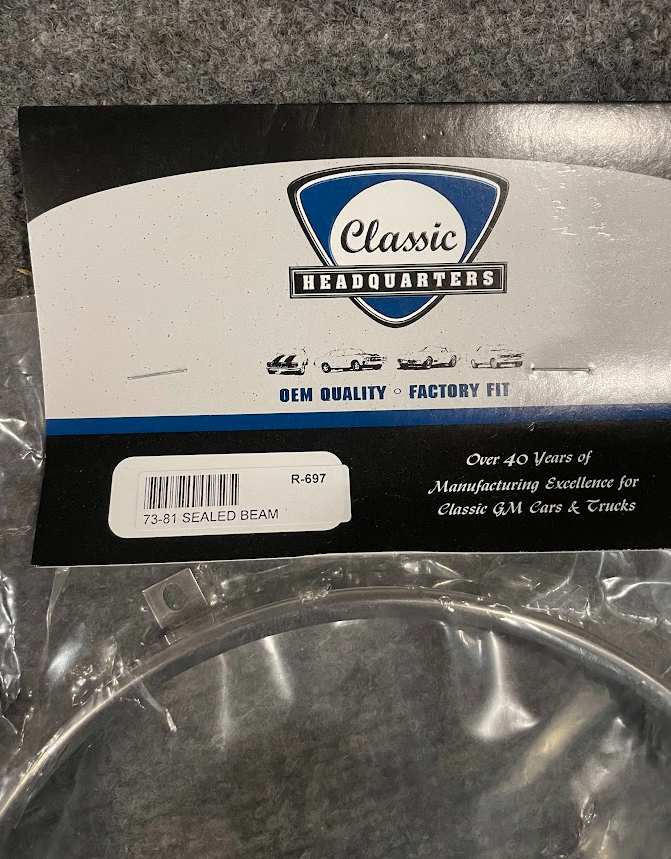 Classic
HEADQUARTERS
OEM QUALITY ◦ FACTORY FIT
R-697
73-81 SEALED BEAM
Over 40 Years of
Manufacturing Excellence for
Classic GM Cars & Trucks